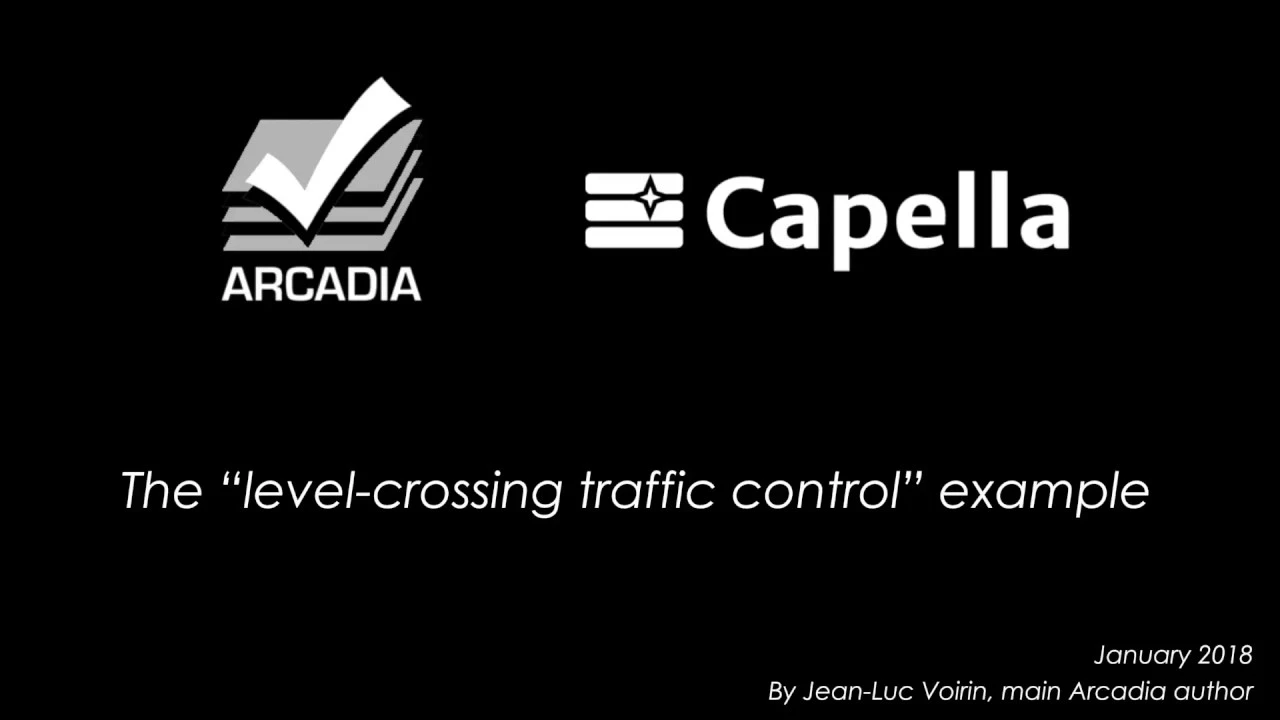 ARCADIA
Capella
The “level-crossing traffic control” example
January 2018
By Jean-Luc Voirin, main Arcadia author